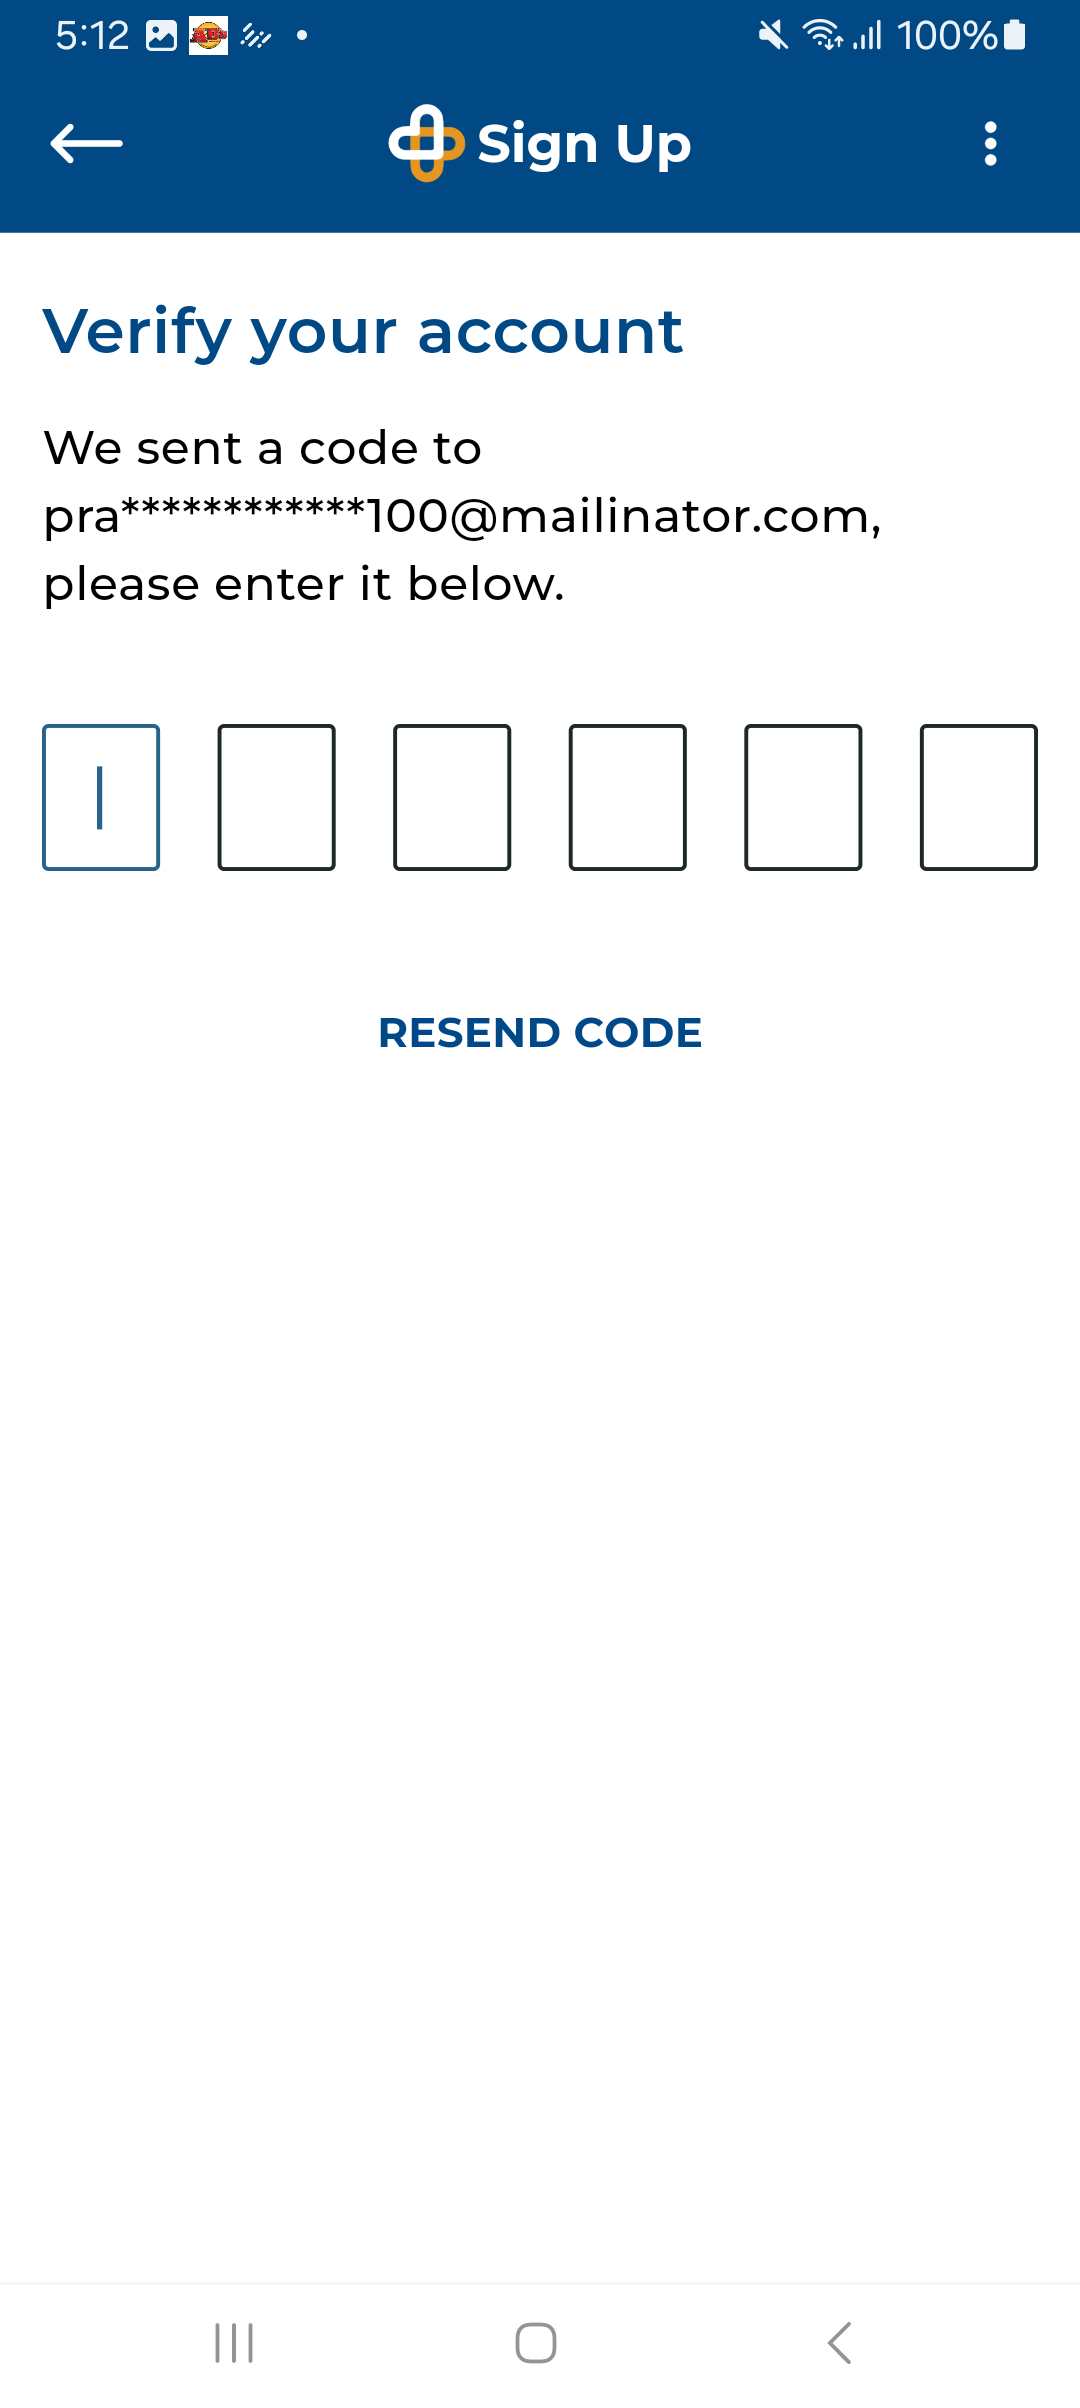 5:12
100%
Sign Up
Verify your account
We sent a code to
pra************100@mailinator.com,
please enter it below.
RESEND CODE